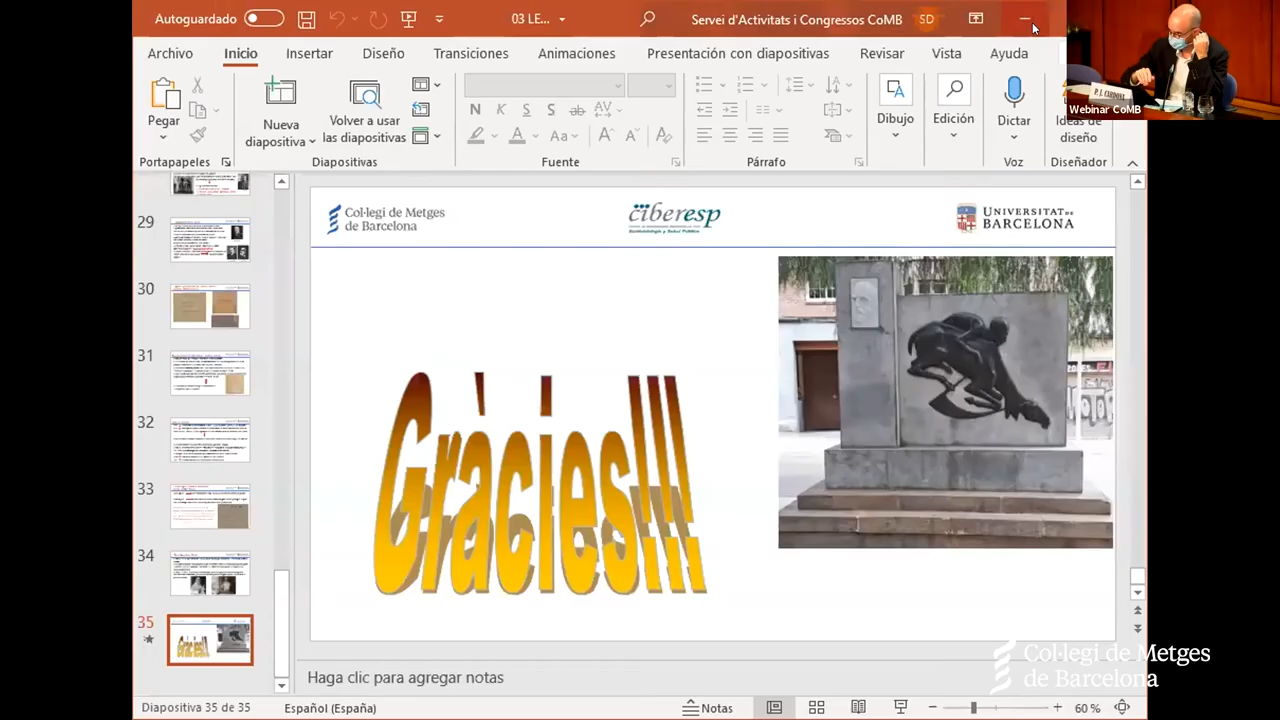 Autoguardado
03 LE...
Servei d'Activitats i Congressos CoMB
SD
Archivo
Inicio
Insertar
Diseño
Transiciones
Animaciones
Presentación con diapositivas
Revisar
Vista
Ayuda
P. J. CARDONA
Webinar CoMB
Pegar
Nueva
diapositiva
Volver a usar
las diapositivas
N K S S ab AV
A Aa A A
Dibujo
Edición
Dictar
Ideas de
diseño
Portapapeles
Diapositivas
Fuente
Párrafo
Voz
Diseñador
29
30
31
32
33
34
35
Col·legi de Metges
de Barcelona
ciberesp
UNIVERSITAT DE
BARCELONA
Gràcies!!!
Haga clic para agregar notas
Col·legi de Metges
de Barcelona
Diapositiva 35 de 35
Español (España)
Notas
60 %